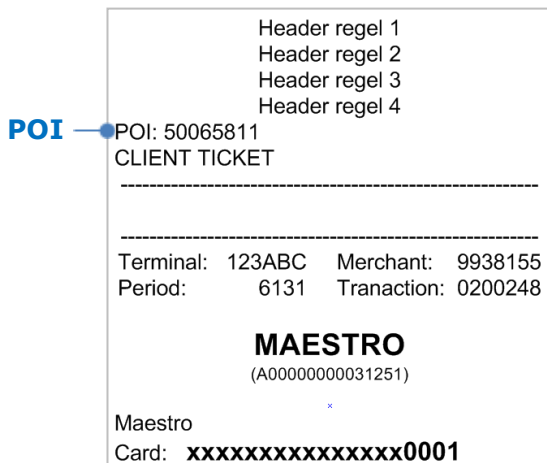 Header regel 1
Header regel 2
Header regel 3
Header regel 4
POI POI: 50065811
CLIENT TICKET
----------------------------------------------------------
----------------------------------------------------------
Terminal: 123ABC Merchant: 9938155
Period: 6131 Tranaction: 0200248
MAESTRO
(A00000000031251)
x
Maestro
Card: xxxxxxxxxxxxxxx0001